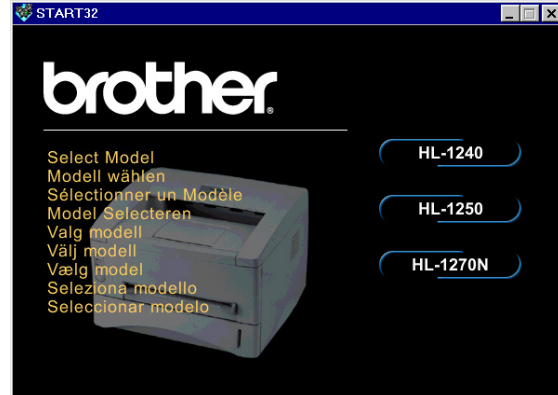 START32
brother.
Select Model
Modell wählen
Sélectionner un Modèle
Model Selecteren
Valg modell
Välj modell
Vælg model
Seleziona modello
Seleccionar modelo
HL-1240
HL-1250
HL-1270N